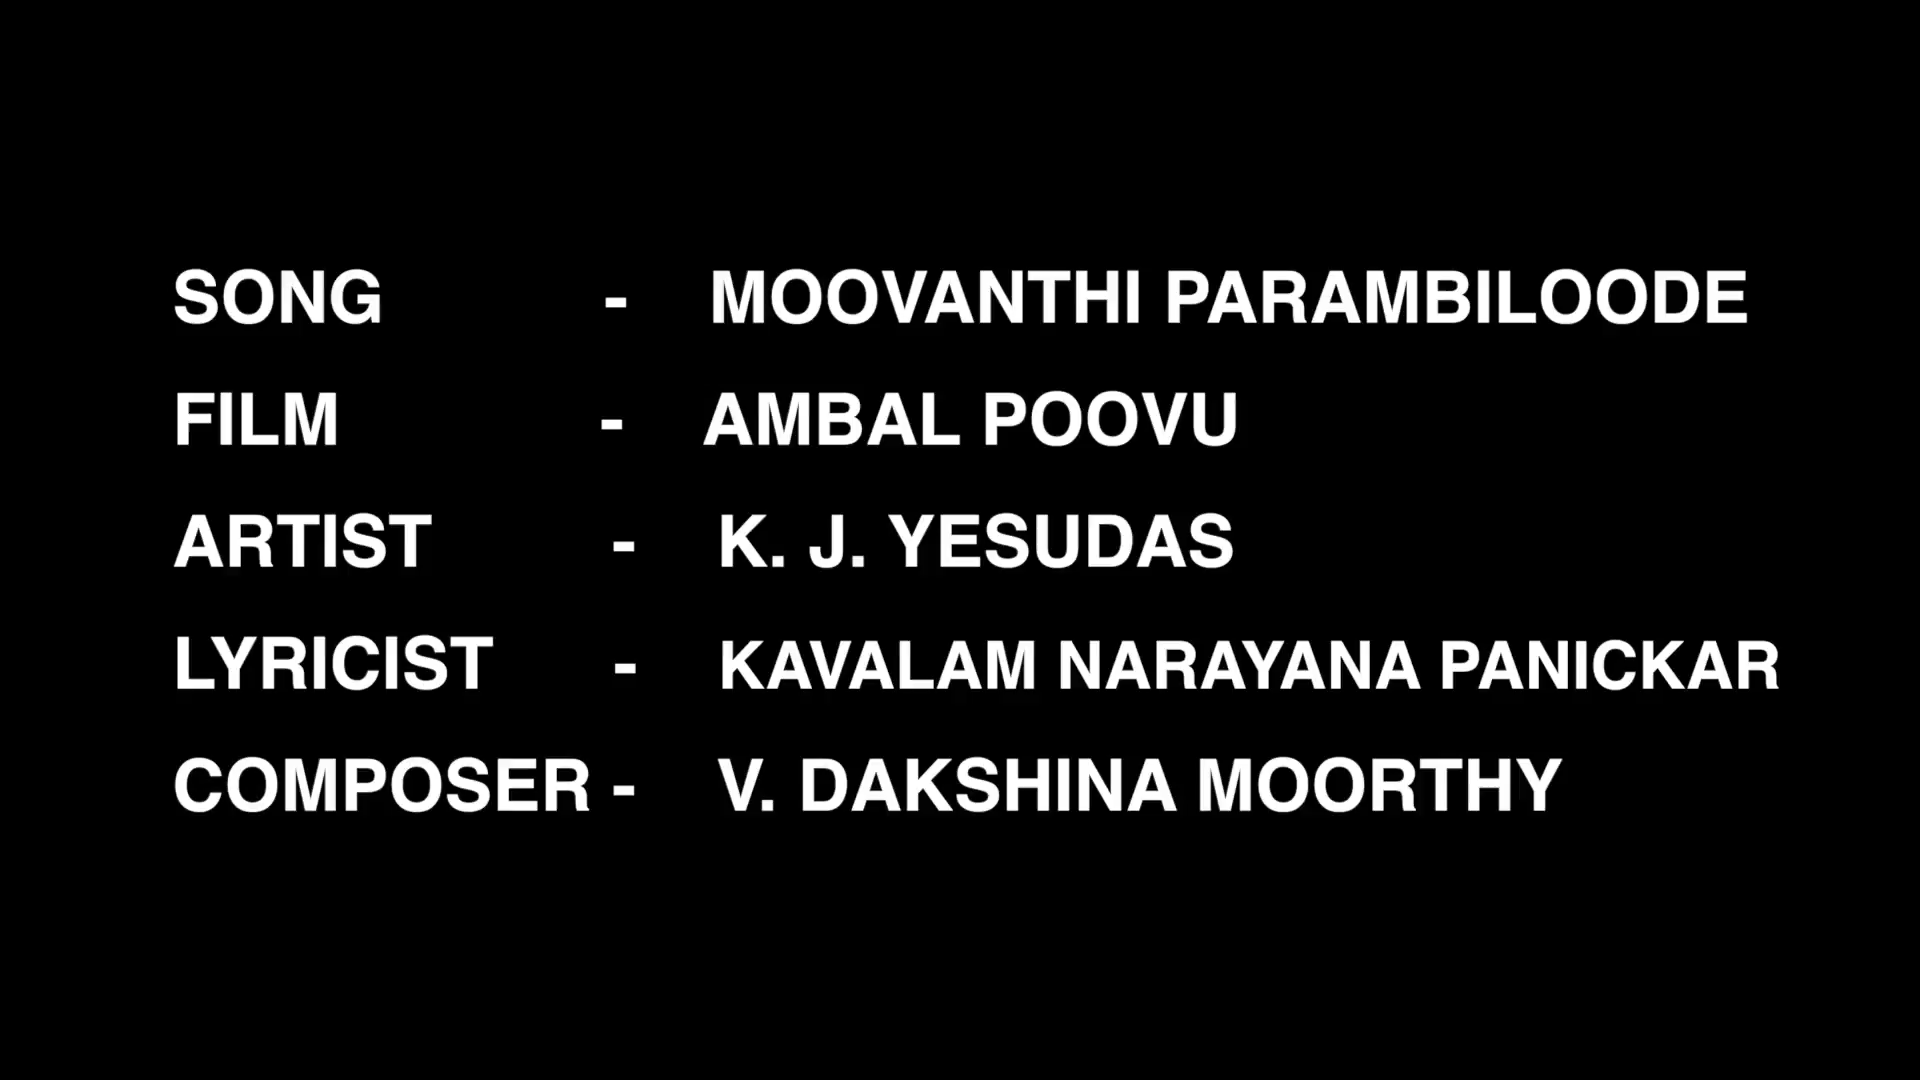 SONG - MOOVANTHI PARAMBILOODE
FILM - AMBAL POOVU
ARTIST - K. J. YESUDAS
LYRICIST - KAVALAM NARAYANA PANICKAR
COMPOSER - V. DAKSHINA MOORTHY